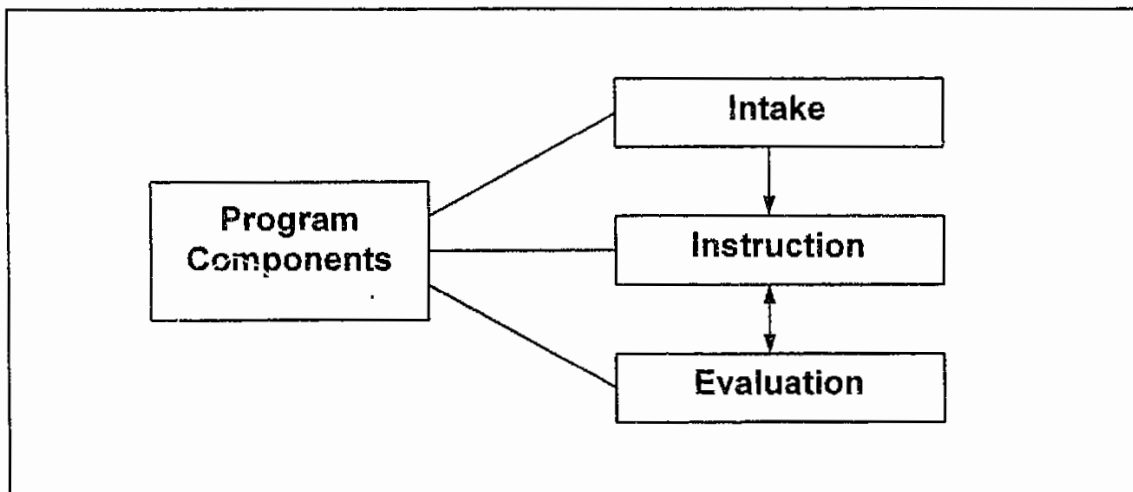 Intake
Program
Components
Instruction
Evaluation